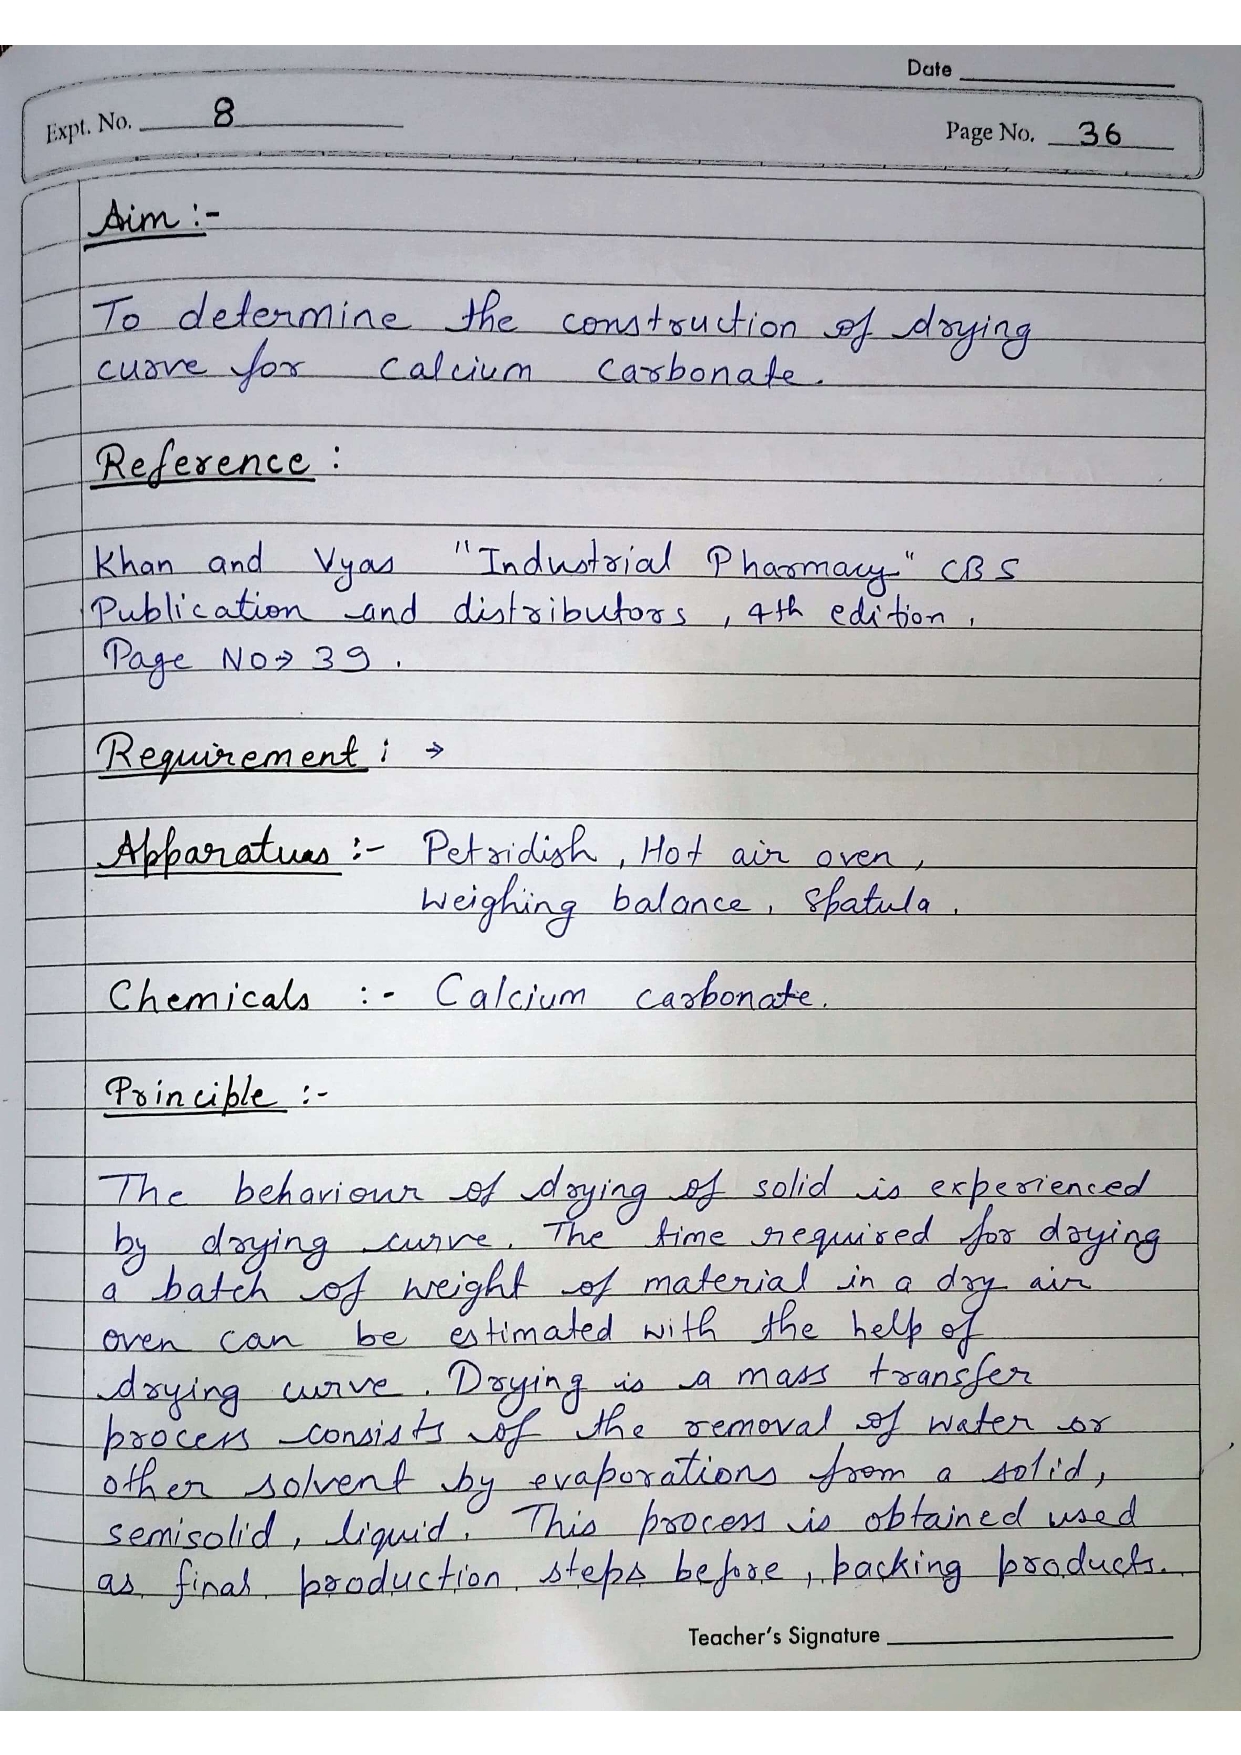 Date
Expt. No. 8
Page No. 36
Aim :-
To determine the construction of drying
curve for calcium carbonate.
Reference :
Khan and Vyas "Industrial Pharmacy" CBS
Publication and distributors, 4th edition,
Page No→ 39.
Requirement : →
Apparatus :- Petridish, Hot air oven,
Weighing balance, Spatula.
Chemicals :- Calcium carbonate.
Principle :-
The behaviour of drying of solid is experienced
by drying curve. The time required for drying
a batch of weight of material in a dry air
oven can be estimated with the help of
drying curve. Drying is a mass transfer
process consists of the removal of water or
other solvent by evaporations from a solid,
semisolid, liquid. This process is obtained used
as final production steps before, packing products.
Teacher's Signature